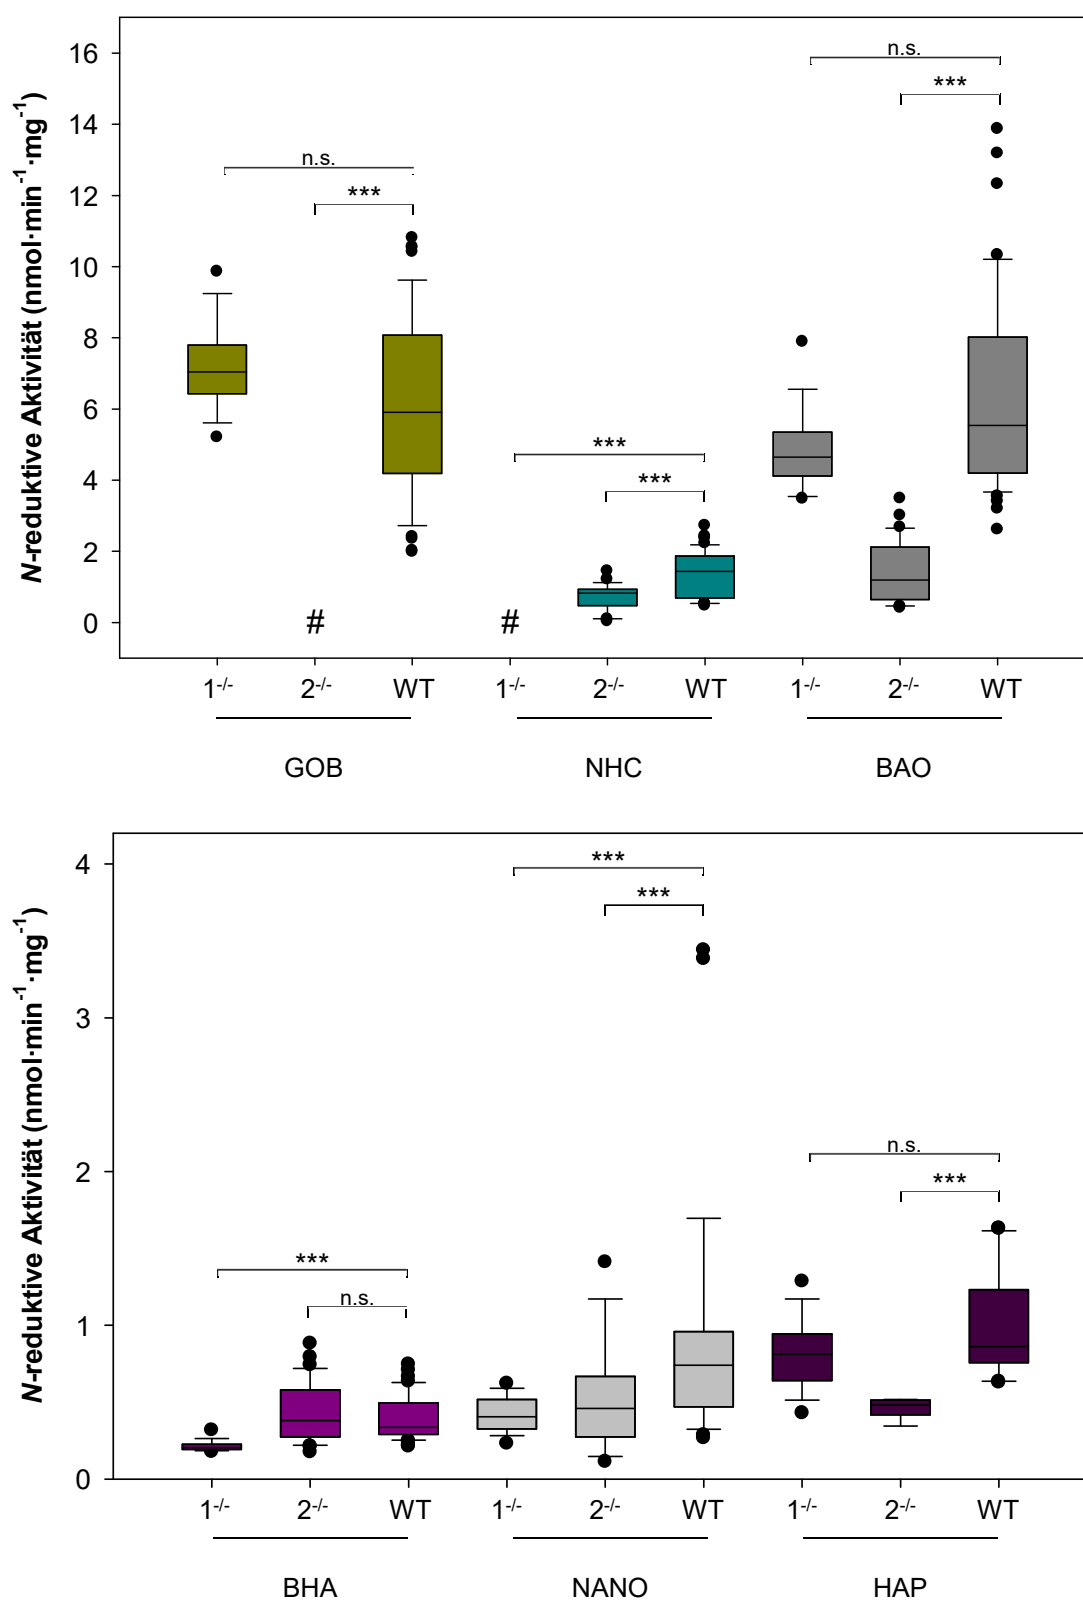 N-reduktive Aktivität (nmol·min⁻¹·mg⁻¹)
16
14
12
10
8
6
4
2
0
n.s.
***
n.s.
***
***
***
n.s.
***
#
#
1⁻/⁻ 2⁻/⁻ WT 1⁻/⁻ 2⁻/⁻ WT 1⁻/⁻ 2⁻/⁻ WT
GOB NHC BAO
N-reduktive Aktivität (nmol·min⁻¹·mg⁻¹)
4
3
2
1
0
***
***
n.s.
***
***
n.s.
1⁻/⁻ 2⁻/⁻ WT 1⁻/⁻ 2⁻/⁻ WT 1⁻/⁻ 2⁻/⁻ WT
BHA NANO HAP